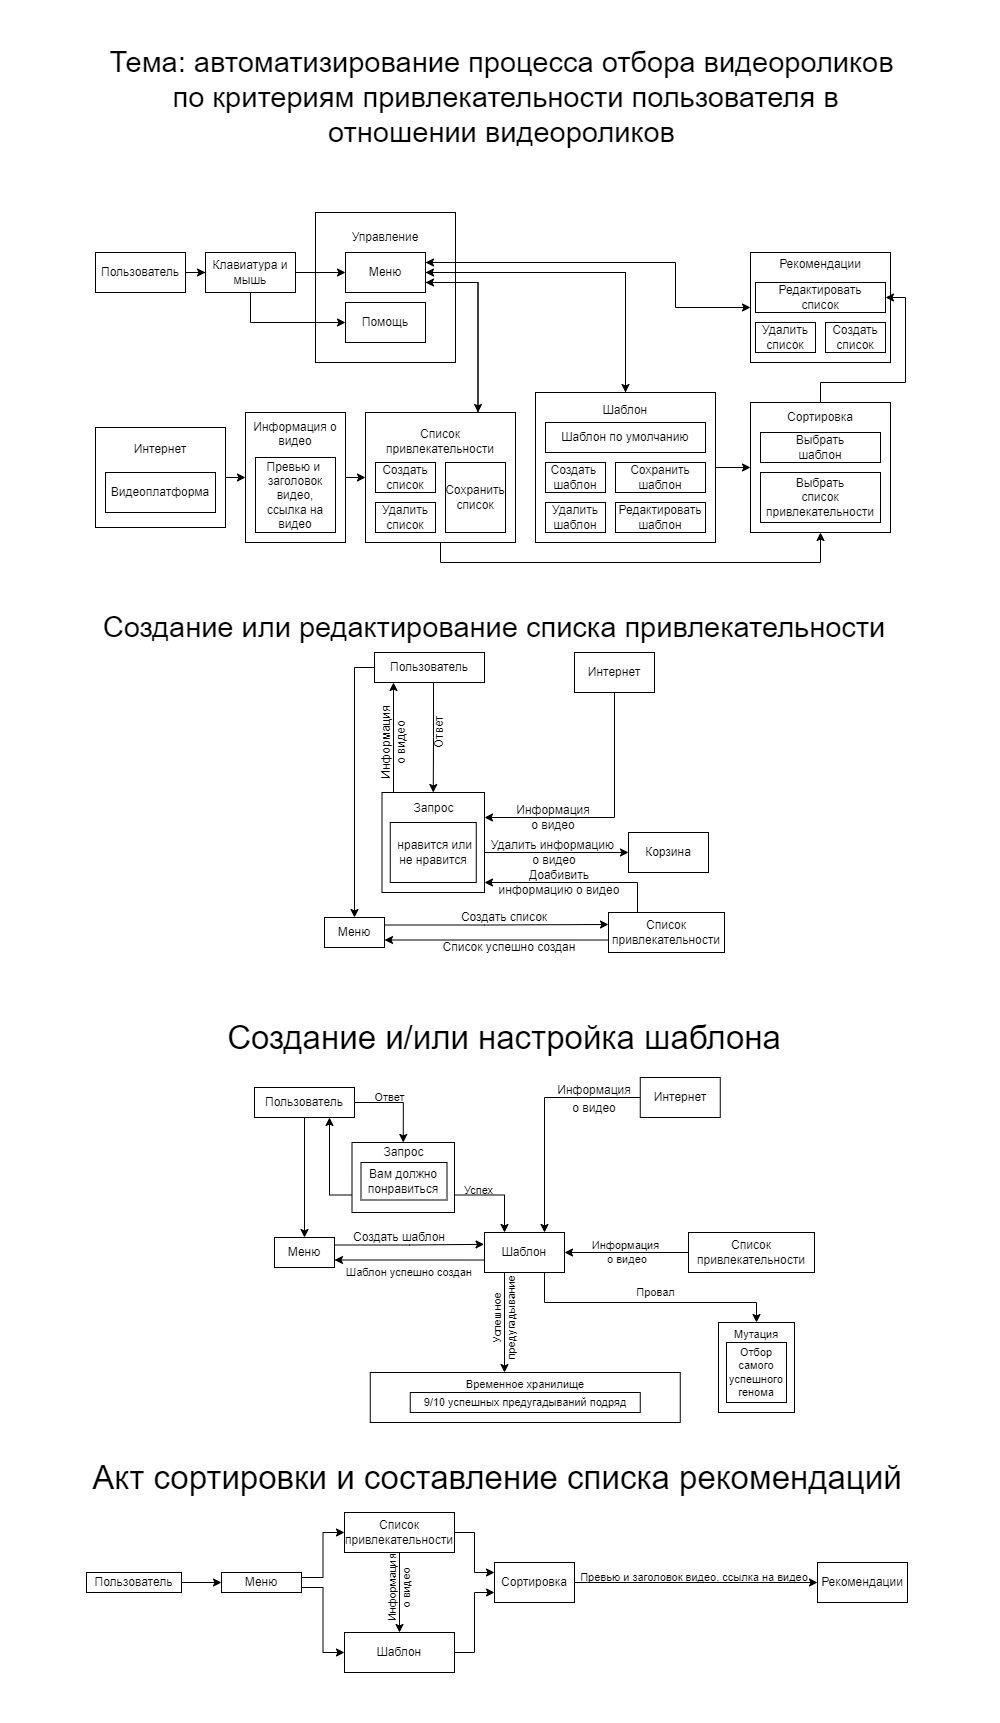 Тема: автоматизирование процесса отбора видеороликов
по критериям привлекательности пользователя в
отношении видеороликов
Управление
Пользователь
Клавиатура и
мышь
Меню
Помощь
Рекомендации
Редактировать
список
Удалить
список
Создать
список
Интернет
Видеоплатформа
Информация о
видео
Превью и
заголовок
видео,
ссылка на
видео
Список
привлекательности
Создать
список
Удалить
список
Сохранить
список
Шаблон
Шаблон по умолчанию
Создать
шаблон
Сохранить
шаблон
Удалить
шаблон
Редактировать
шаблон
Сортировка
Выбрать
шаблон
Выбрать
список
привлекательности
Создание или редактирование списка привлекательности
Пользователь
Интернет
Информация
о видео
Ответ
Запрос
нравится или
не нравится
Информация
о видео
Удалить информацию
о видео
Корзина
Доабивить
информацию о видео
Меню
Создать список
Список успешно создан
Список
привлекательности
Создание и/или настройка шаблона
Пользователь
Ответ
Информация
о видео
Интернет
Запрос
Вам должно
понравиться
Успех
Меню
Создать шаблон
Шаблон успешно создан
Шаблон
Информация
о видео
Список
привлекательности
Успешное
предугадывание
Провал
Мутация
Отбор
самого
успешного
генома
Временное хранилище
9/10 успешных предугадываний подряд
Акт сортировки и составление списка рекомендаций
Список
привлекательности
Пользователь
Меню
Информация
о видео
Сортировка
Превью и заголовок видео, ссылка на видео
Рекомендации
Шаблон